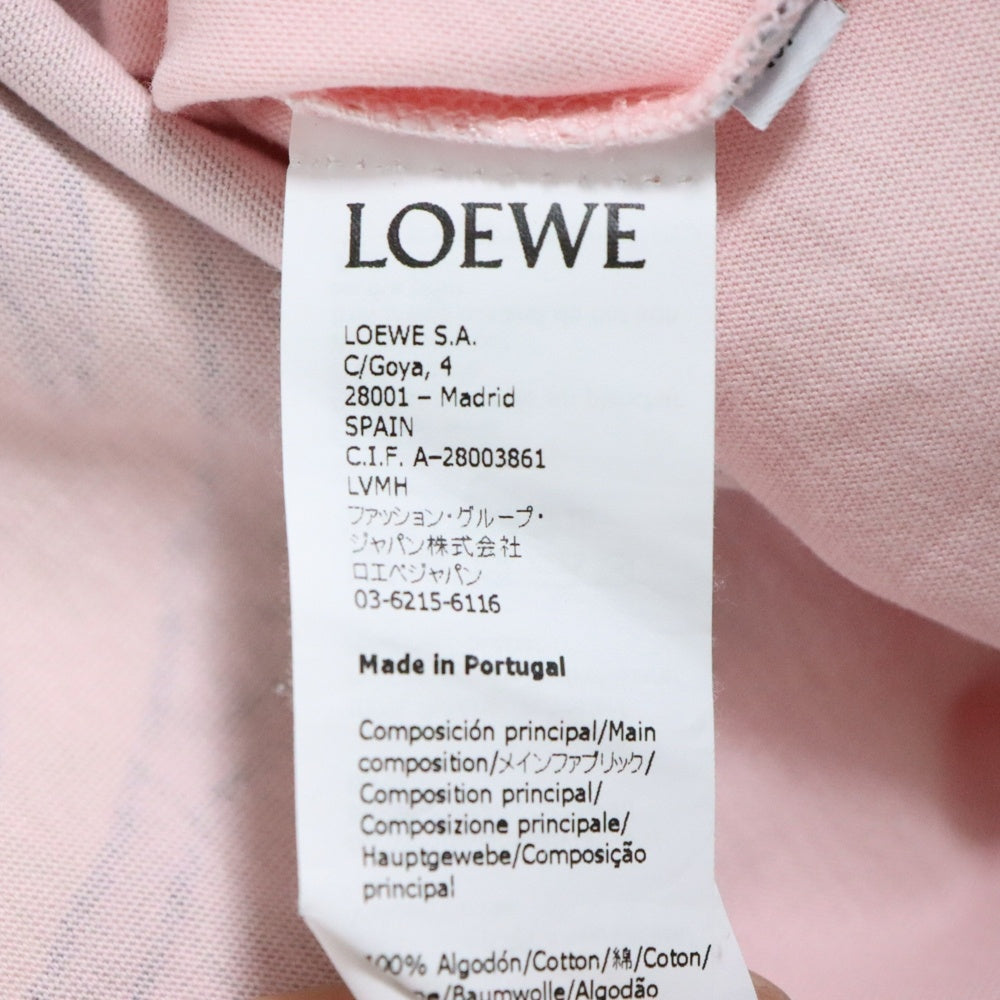 LOEWE
LOEWE S.A.
C/Goya, 4
28001 – Madrid
SPAIN
C.I.F. A–28003861
LVMH
ファッション・グループ・
ジャパン株式会社
ロエベジャパン
03-6215-6116
Made in Portugal
Composición principal/Main
composition/メインファブリック/
Composition principal/
Composizione principale/
Hauptgewebe/Composição
principal
100% Algodón/Cotton/綿/Coton/
/Baumwolle/Algodão